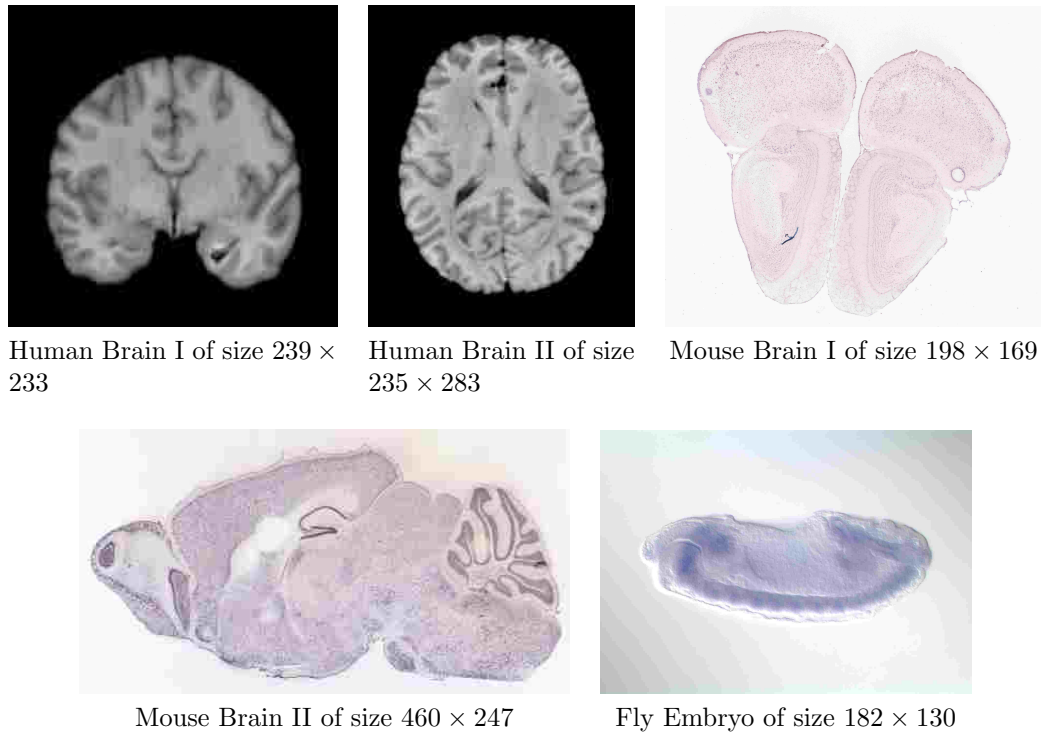 Human Brain I of size 239 ×
233
Human Brain II of size
235 × 283
Mouse Brain I of size 198 × 169
Mouse Brain II of size 460 × 247
Fly Embryo of size 182 × 130